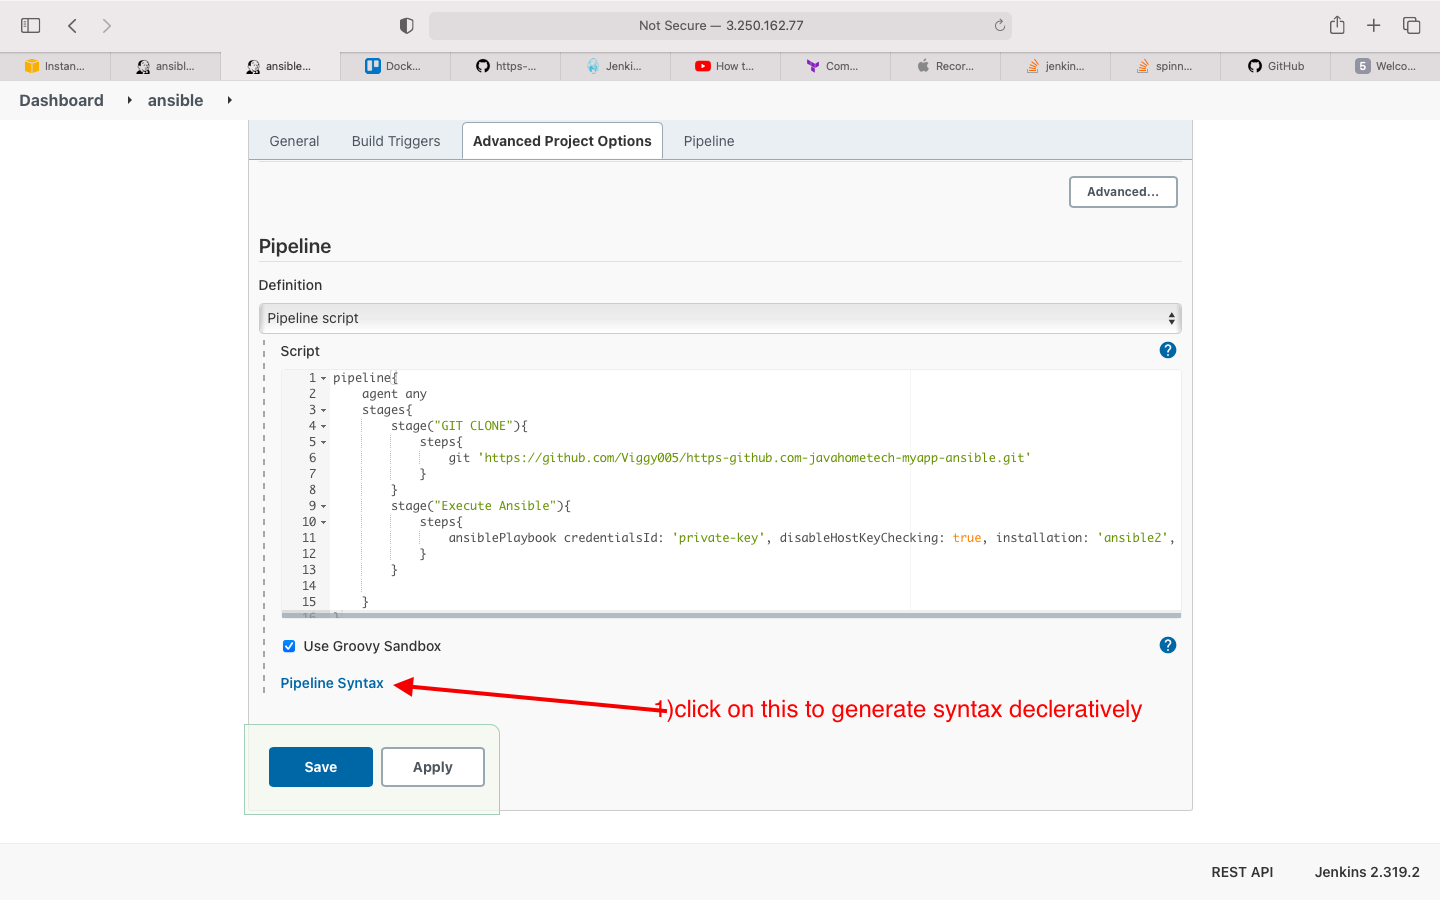 Not Secure — 3.250.162.77
Instan...
ansibl...
ansible...
Dock...
https-...
Jenki...
How t...
Com...
Recor...
jenkin...
spinn...
GitHub
5 Welco...
Dashboard
ansible
General
Build Triggers
Advanced Project Options
Pipeline
Advanced...
Pipeline
Definition
Pipeline script
Script
?
1 pipeline{
2 agent any
3 stages{
4 stage("GIT CLONE"){
5 steps{
6 git 'https://github.com/Viggy005/https-github.com-javahometech-myapp-ansible.git'
7 }
8 }
9 stage("Execute Ansible"){
10 steps{
11 ansiblePlaybook credentialsId: 'private-key', disableHostKeyChecking: true, installation: 'ansible2',
12 }
13 }
14
15 }
16 }
Use Groovy Sandbox
?
Pipeline Syntax
1)click on this to generate syntax decleratively
Save
Apply
REST API
Jenkins 2.319.2